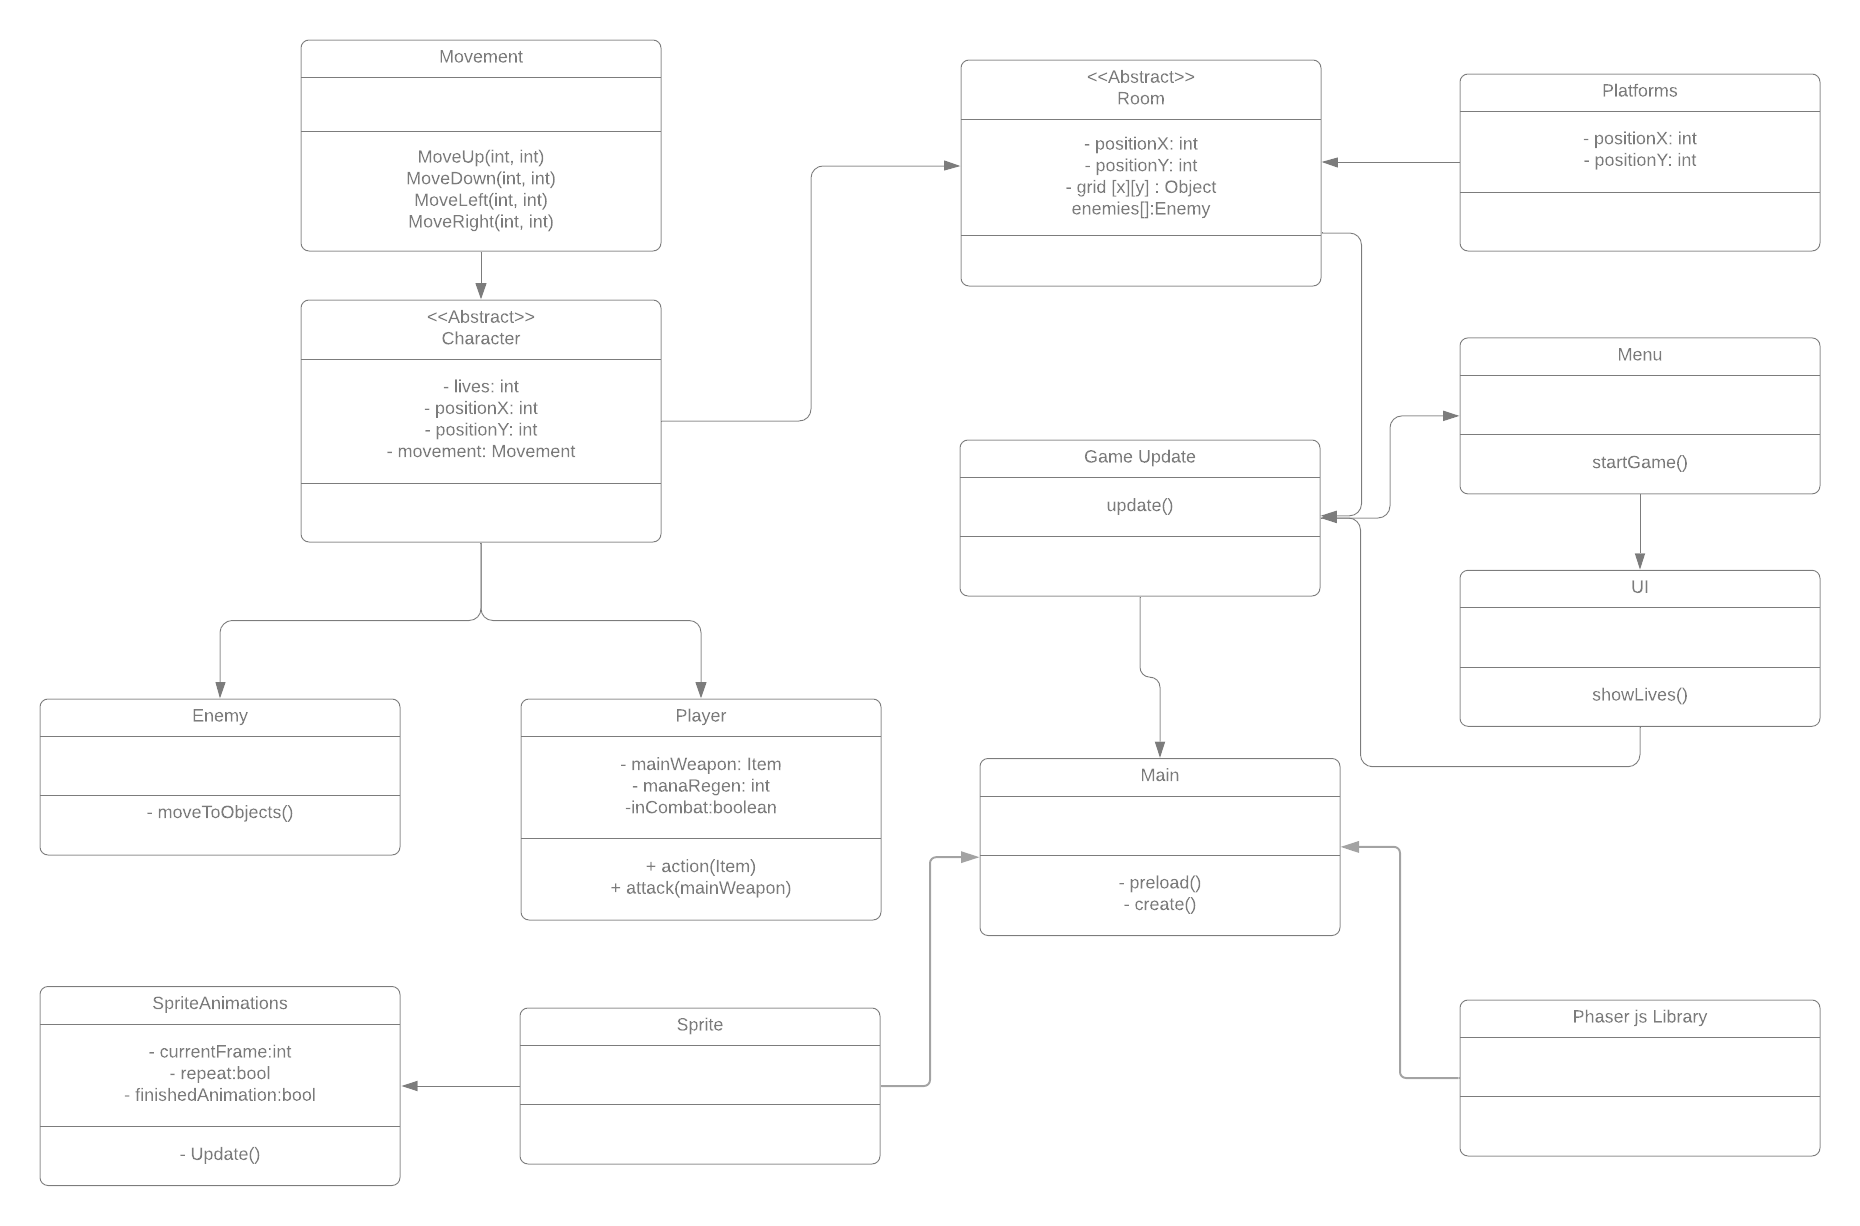 Movement
MoveUp(int, int)
MoveDown(int, int)
MoveLeft(int, int)
MoveRight(int, int)
<<Abstract>>
Room
- positionX: int
- positionY: int
- grid [x][y] : Object
enemies[]:Enemy
Platforms
- positionX: int
- positionY: int
<<Abstract>>
Character
- lives: int
- positionX: int
- positionY: int
- movement: Movement
Game Update
update()
Menu
startGame()
UI
showLives()
Enemy
- moveToObjects()
Player
- mainWeapon: Item
- manaRegen: int
-inCombat:boolean
+ action(Item)
+ attack(mainWeapon)
Main
- preload()
- create()
SpriteAnimations
- currentFrame:int
- repeat:bool
- finishedAnimation:bool
- Update()
Sprite
Phaser js Library